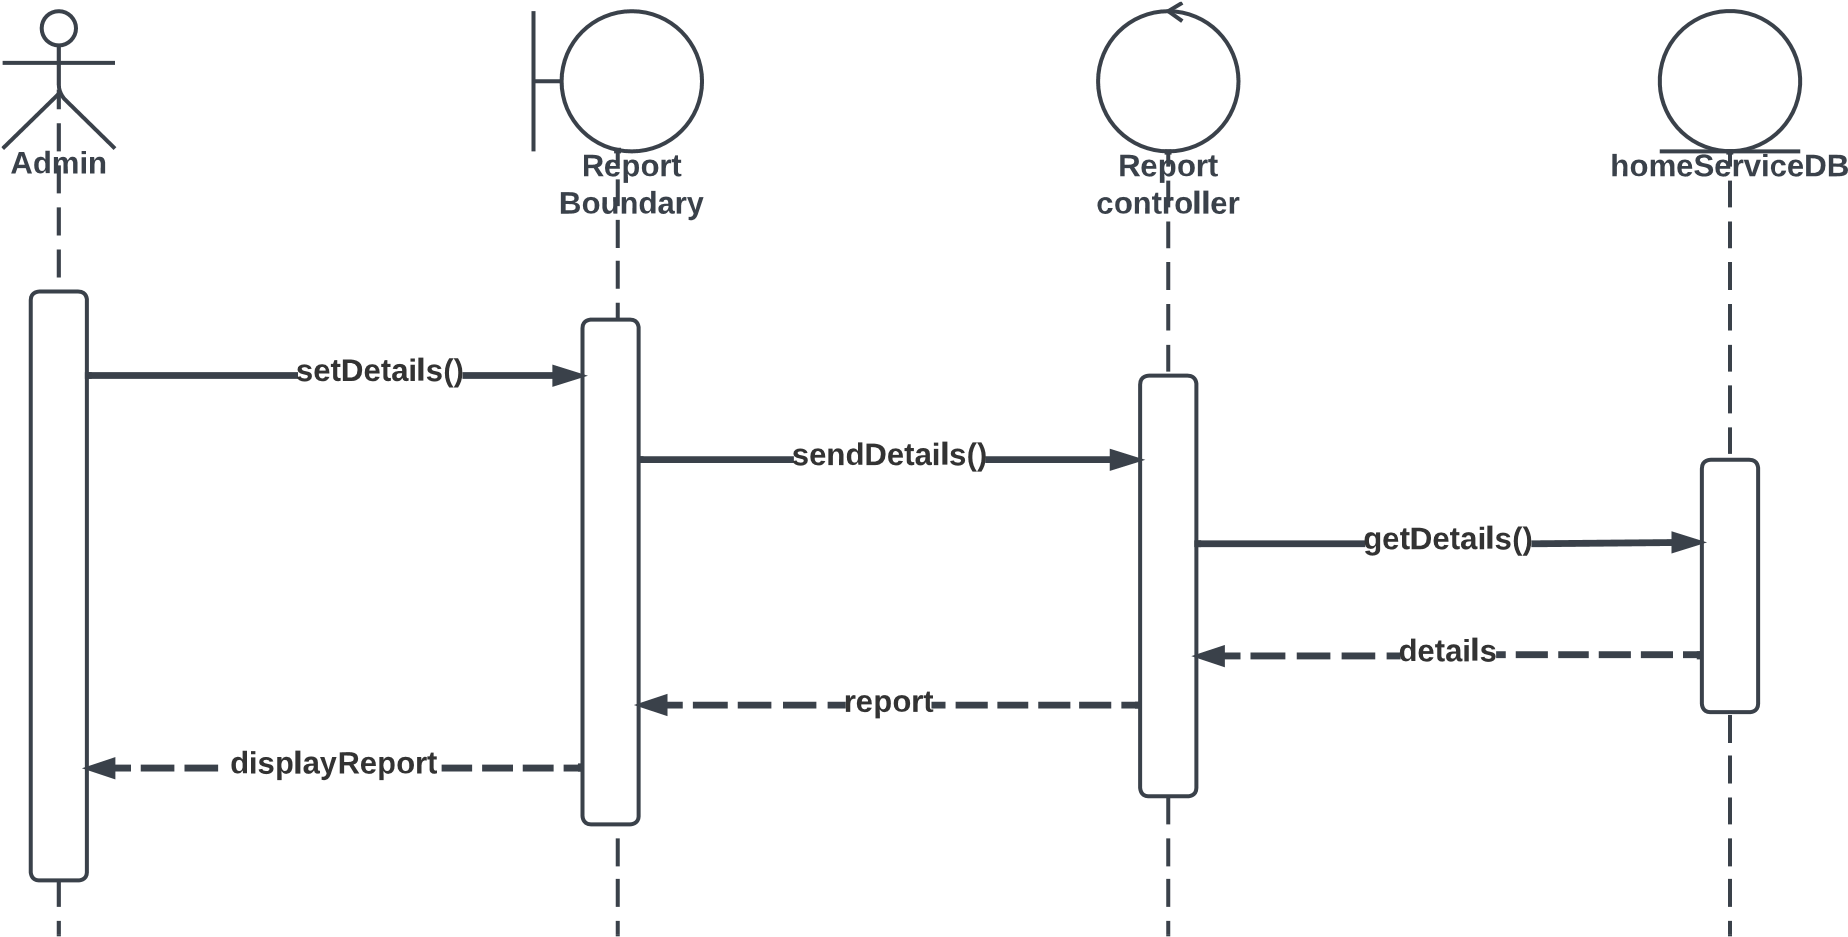 Admin
Report
Boundary
Report
controller
homeServiceDB
setDetails()
sendDetails()
getDetails()
details
report
displayReport